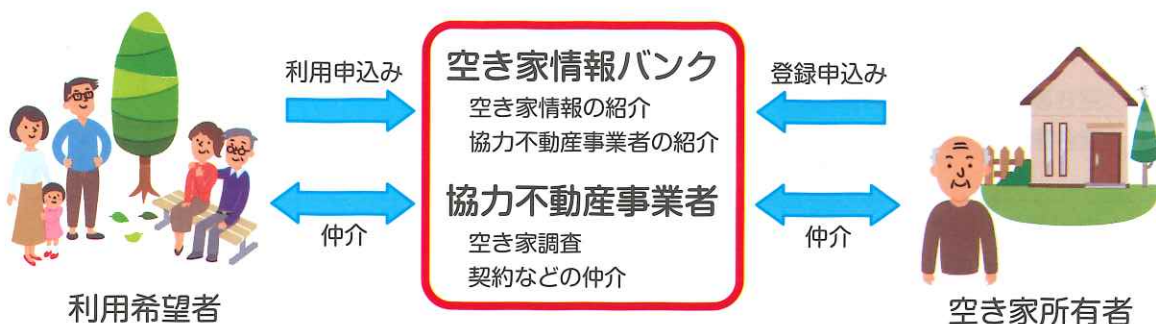 利用申込み
空き家情報バンク
空き家情報の紹介
協力不動産事業者の紹介
登録申込み
仲介
協力不動産事業者
空き家調査
契約などの仲介
仲介
利用希望者
空き家所有者